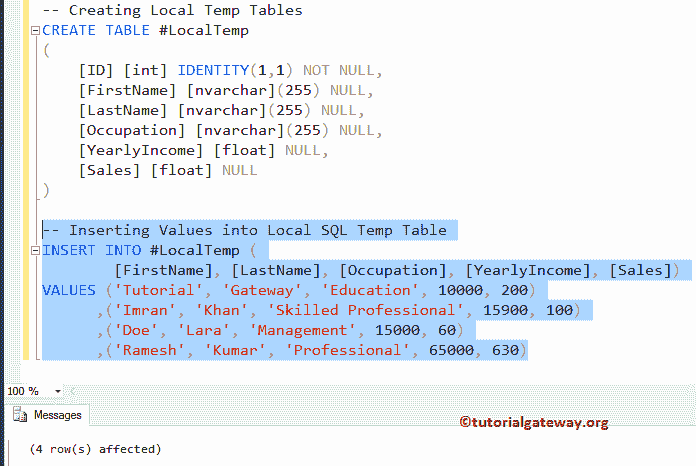 -- Creating Local Temp Tables
CREATE TABLE #LocalTemp
(
[ID] [int] IDENTITY(1,1) NOT NULL,
[FirstName] [nvarchar](255) NULL,
[LastName] [nvarchar](255) NULL,
[Occupation] [nvarchar](255) NULL,
[YearlyIncome] [float] NULL,
[Sales] [float] NULL
)
-- Inserting Values into Local SQL Temp Table
INSERT INTO #LocalTemp (
[FirstName], [LastName], [Occupation], [YearlyIncome], [Sales])
VALUES ('Tutorial', 'Gateway', 'Education', 10000, 200)
,('Imran', 'Khan', 'Skilled Professional', 15900, 100)
,('Doe', 'Lara', 'Management', 15000, 60)
,('Ramesh', 'Kumar', 'Professional', 65000, 630)
100 %
Messages
©tutorialgateway.org
(4 row(s) affected)